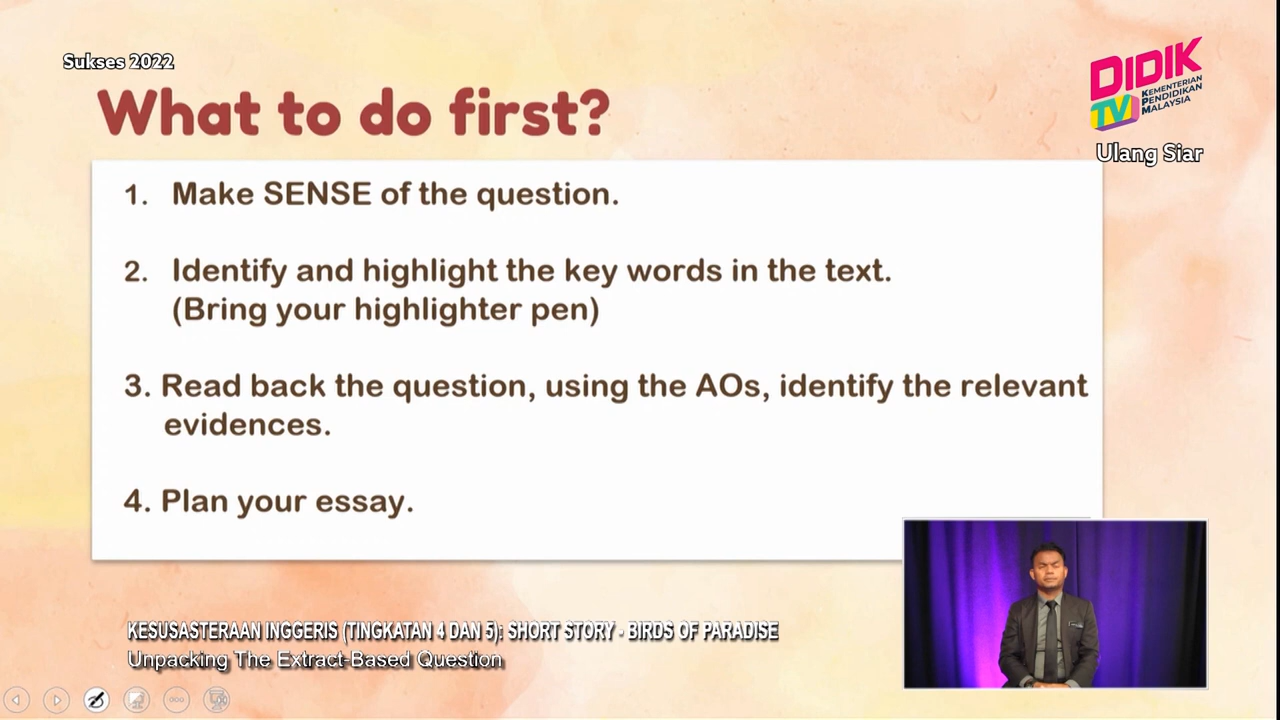 Sukses 2022
DIDIK
TV
KEMENTERIAN
PENDIDIKAN
MALAYSIA
Ulang Siar
What to do first?
1. Make SENSE of the question.
2. Identify and highlight the key words in the text.
(Bring your highlighter pen)
3. Read back the question, using the AOs, identify the relevant
evidences.
4. Plan your essay.
KESUSASTERAAN INGGERIS (TINGKATAN 4 DAN 5): SHORT STORY - BIRDS OF PARADISE
Unpacking The Extract-Based Question